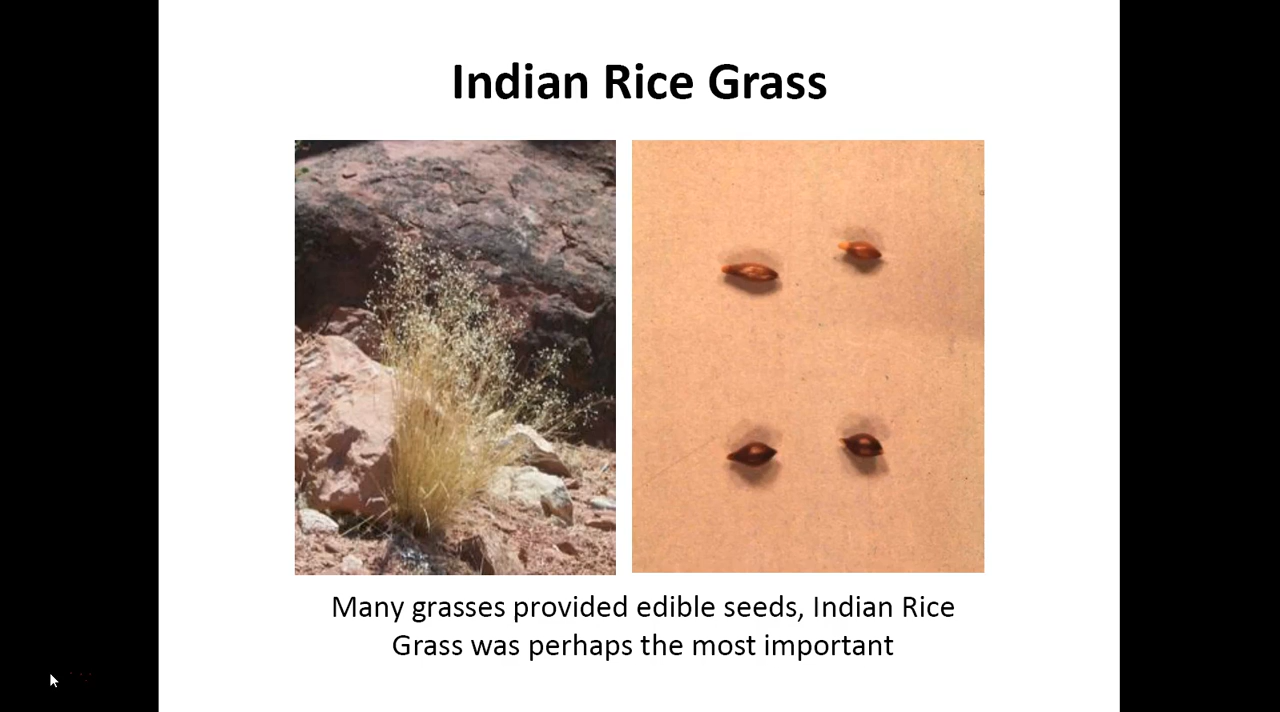 Indian Rice Grass
Many grasses provided edible seeds, Indian Rice
Grass was perhaps the most important